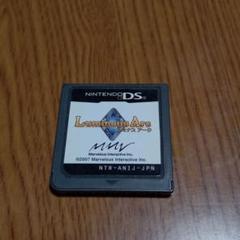 NINTENDO DS
Luminous Arc
ルミナス アーク
Marvelous Interactive Inc.
©2007 Marvelous Interactive Inc.
NTR-ANIJ-JPN